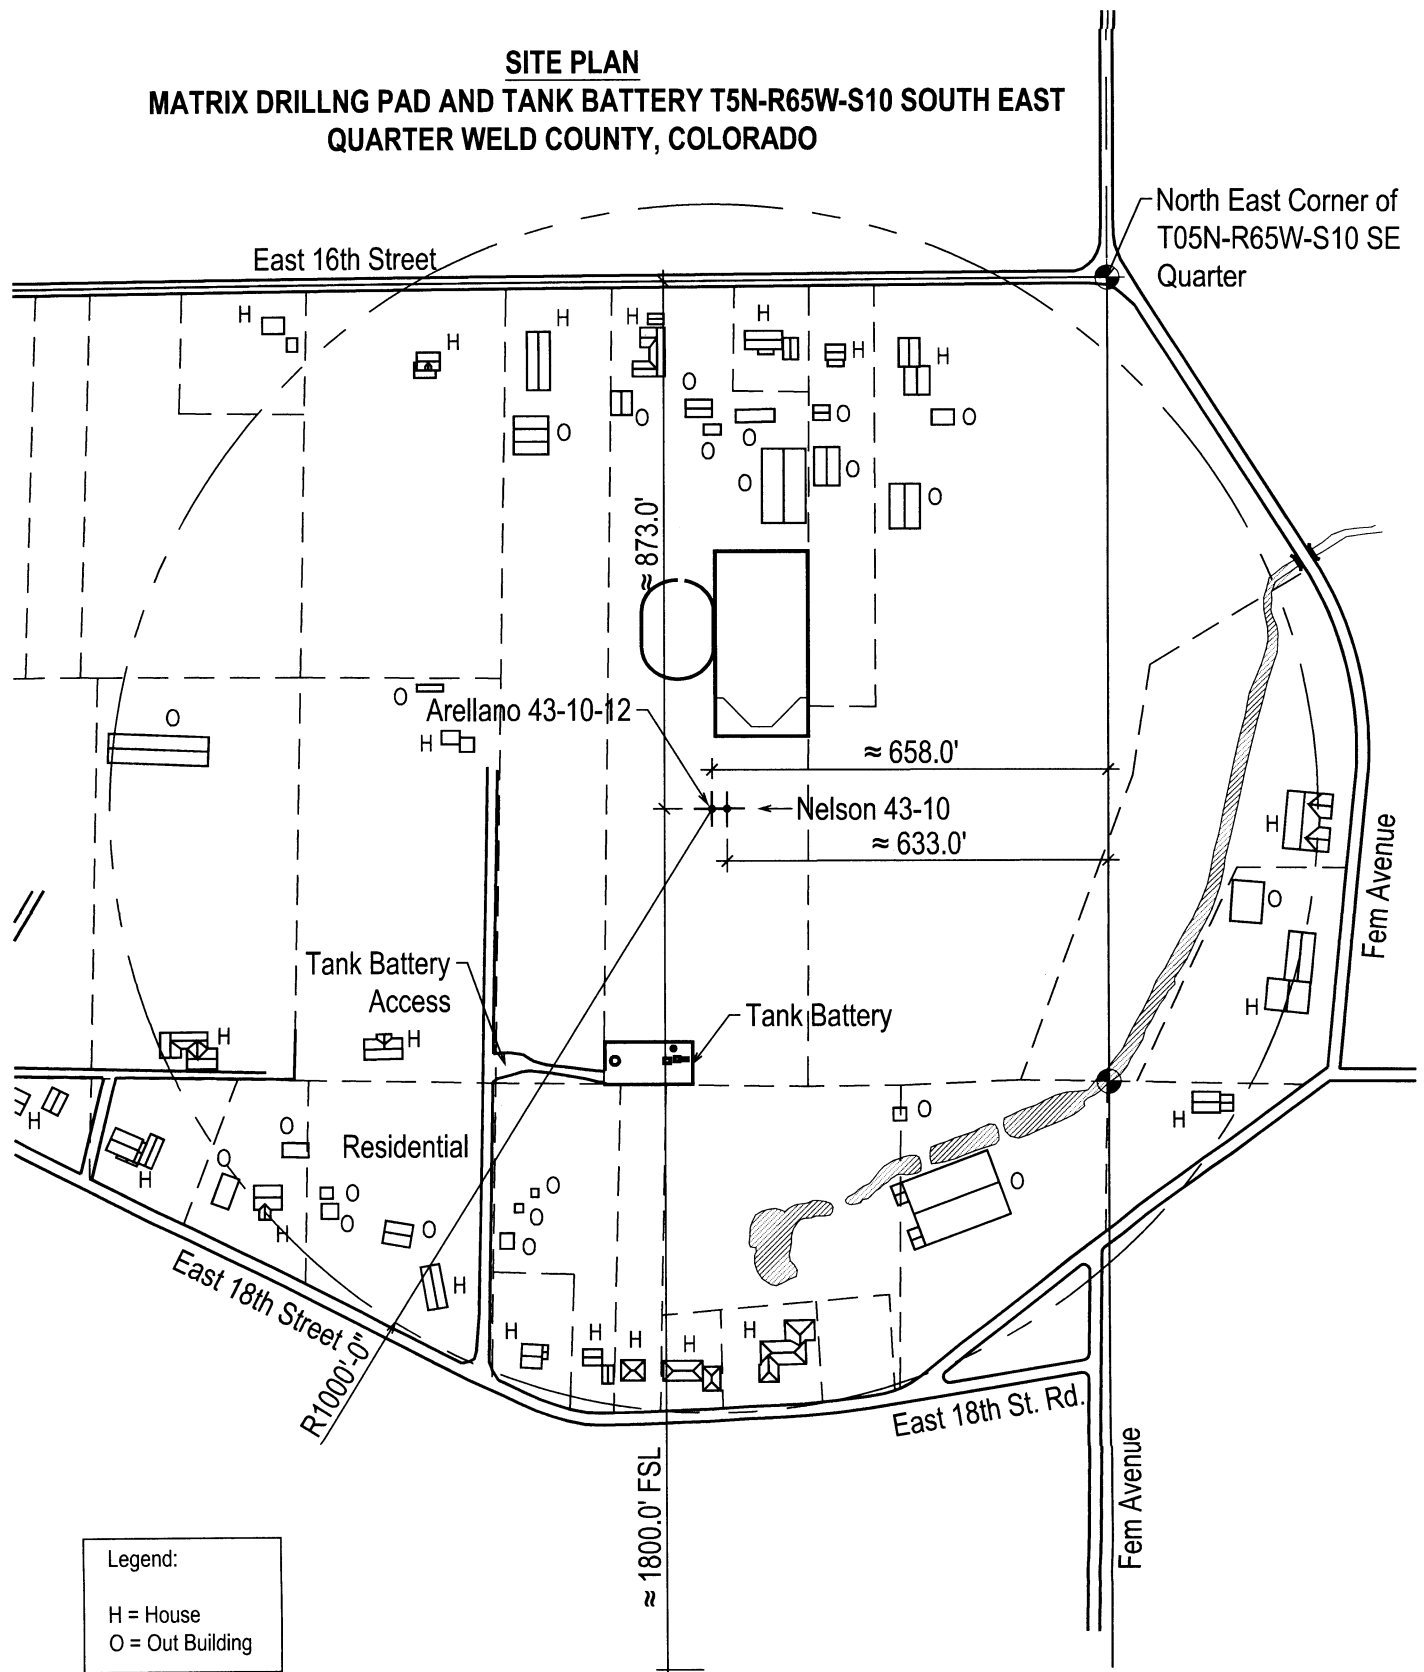 SITE PLAN
MATRIX DRILLNG PAD AND TANK BATTERY T5N-R65W-S10 SOUTH EAST
QUARTER WELD COUNTY, COLORADO
North East Corner of
T05N-R65W-S10 SE
Quarter
East 16th Street
H
H
H
H
H
H
H
O
O
O
O
O
O
O
O
O
O
≈ 873.0'
O
O
Arellano 43-10-12
H
≈ 658.0'
Nelson 43-10
≈ 633.0'
H
O
H
Fem Avenue
Tank Battery
Access
Tank Battery
H
H
H
H
O
O
Residential
O
O
O
H
H
O
O
O
O
O
H
East 18th Street
R1000'-0"
H
H
H
H
H
East 18th St. Rd.
≈ 1800.0' FSL
Fem Avenue
Legend:
H = House
O = Out Building